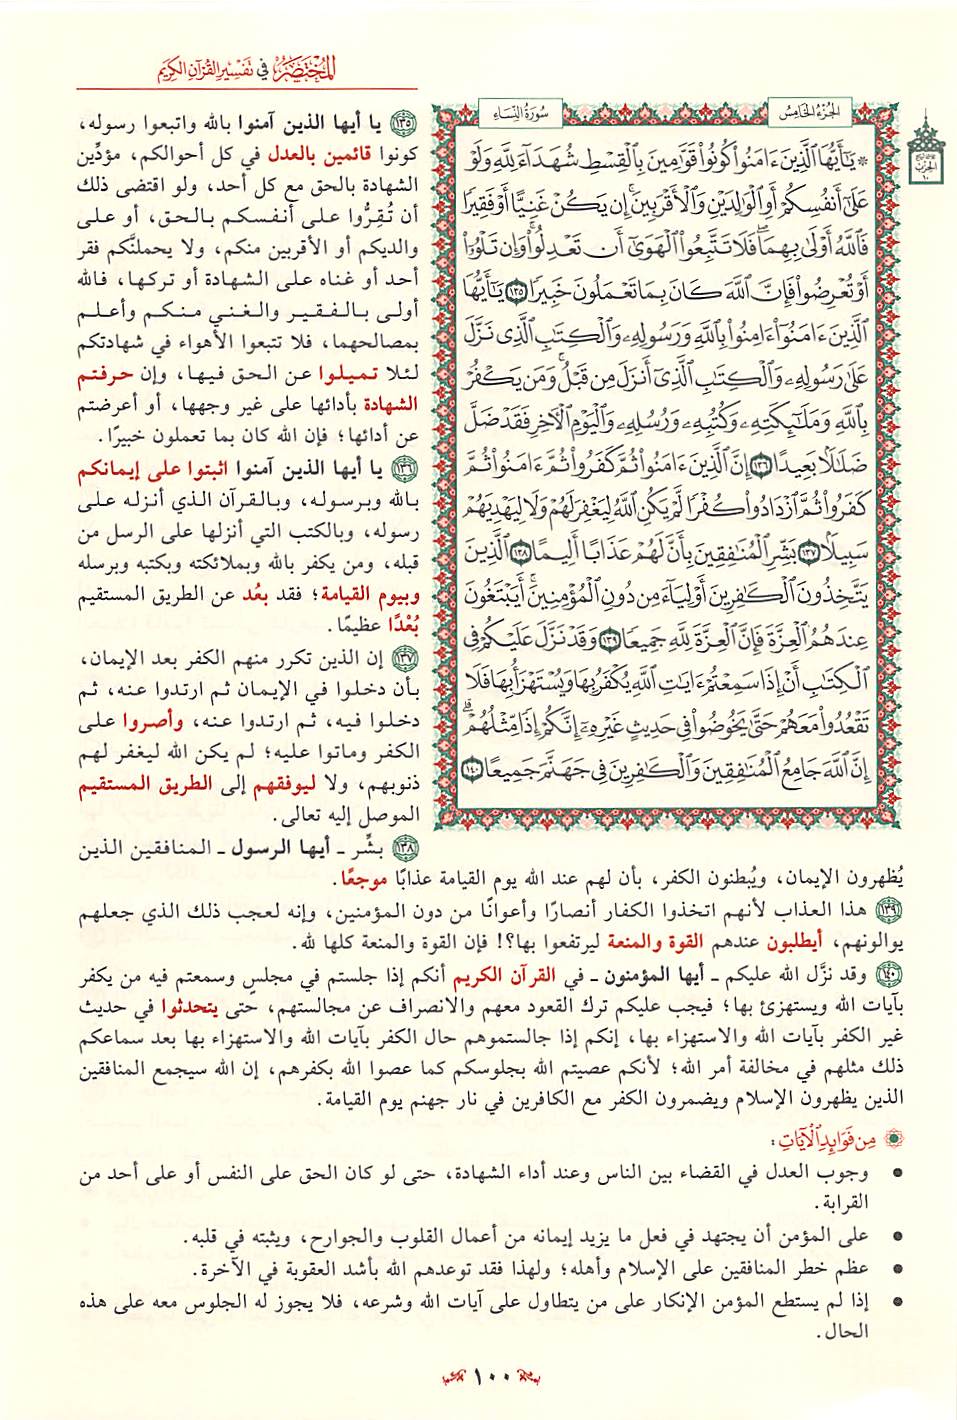 المختصر في تفسير القرآن الكريم
الجزء الخامس
سورة النساء
۞ يَٰٓأَيُّهَا ٱلَّذِينَ ءَامَنُوا۟ كُونُوا۟ قَوَّٰمِينَ بِٱلْقِسْطِ شُهَدَآءَ لِلَّهِ وَلَوْ
عَلَىٰٓ أَنفُسِكُمْ أَوِ ٱلْوَٰلِدَيْنِ وَٱلْأَقْرَبِينَ ۚ إِن يَكُنْ غَنِيًّا أَوْ فَقِيرًا
فَٱللَّهُ أَوْلَىٰ بِهِمَا ۖ فَلَا تَتَّبِعُوا۟ ٱلْهَوَىٰٓ أَن تَعْدِلُوا۟ ۚ وَإِن تَلْوُۥٓا۟
أَوْ تُعْرِضُوا۟ فَإِنَّ ٱللَّهَ كَانَ بِمَا تَعْمَلُونَ خَبِيرًا ١٣٥ يَٰٓأَيُّهَا
ٱلَّذِينَ ءَامَنُوٓا۟ ءَامِنُوا۟ بِٱللَّهِ وَرَسُولِهِۦ وَٱلْكِتَٰبِ ٱلَّذِى نَزَّلَ
عَلَىٰ رَسُولِهِۦ وَٱلْكِتَٰبِ ٱلَّذِىٓ أَنزَلَ مِن قَبْلُ ۚ وَمَن يَكْفُرْ
بِٱللَّهِ وَمَلَٰٓئِكَتِهِۦ وَكُتُبِهِۦ وَرُسُلِهِۦ وَٱلْيَوْمِ ٱلْـَٔاخِرِ فَقَدْ ضَلَّ
ضَلَٰلًۢا بَعِيدًا ١٣٦ إِنَّ ٱلَّذِينَ ءَامَنُوا۟ ثُمَّ كَفَرُوا۟ ثُمَّ ءَامَنُوا۟ ثُمَّ
كَفَرُوا۟ ثُمَّ ٱزْدَادُوا۟ كُفْرًا لَّمْ يَكُنِ ٱللَّهُ لِيَغْفِرَ لَهُمْ وَلَا لِيَهْدِيَهُمْ
سَبِيلًۢا ١٣٧ بَشِّرِ ٱلْمُنَٰفِقِينَ بِأَنَّ لَهُمْ عَذَابًا أَلِيمًا ١٣٨ ٱلَّذِينَ
يَتَّخِذُونَ ٱلْكَٰفِرِينَ أَوْلِيَآءَ مِن دُونِ ٱلْمُؤْمِنِينَ ۚ أَيَبْتَغُونَ
عِندَهُمُ ٱلْعِزَّةَ فَإِنَّ ٱلْعِزَّةَ لِلَّهِ جَمِيعًا ١٣٩ وَقَدْ نَزَّلَ عَلَيْكُمْ فِى
ٱلْكِتَٰبِ أَنْ إِذَا سَمِعْتُمْ ءَايَٰتِ ٱللَّهِ يُكْفَرُ بِهَا وَيُسْتَهْزَأُ بِهَا فَلَا
تَقْعُدُوا۟ مَعَهُمْ حَتَّىٰ يَخُوضُوا۟ فِى حَدِيثٍ غَيْرِهِۦٓ ۚ إِنَّكُمْ إِذًا مِّثْلُهُمْ ۗ
إِنَّ ٱللَّهَ جَامِعُ ٱلْمُنَٰفِقِينَ وَٱلْكَٰفِرِينَ فِى جَهَنَّمَ جَمِيعًا ١٤٠
١٣٥ يا أيها الذين آمنوا بالله واتبعوا رسوله،
كونوا قائمين بالعدل في كل أحوالكم، مؤدِّين
الشهادة بالحق مع كل أحد، ولو اقتضى ذلك
أن تُقِرُّوا على أنفسكم بالحق، أو على
والديكم أو الأقربين منكم، ولا يحملنَّكم فقر
أحد أو غناه على الشهادة أو تركها، فالله
أولى بالفقير والغني منكم وأعلم
بمصالحهما، فلا تتبعوا الأهواء في شهادتكم
لئلا تميلوا عن الحق فيها، وإن حرفتم
الشهادة بأدائها على غير وجهها، أو أعرضتم
عن أدائها؛ فإن الله كان بما تعملون خبيرًا.
١٣٦ يا أيها الذين آمنوا اثبتوا على إيمانكم
بالله وبرسوله، وبالقرآن الذي أنزله على
رسوله، وبالكتب التي أنزلها على الرسل من
قبله، ومن يكفر بالله وبملائكته وبكتبه وبرسله
وبيوم القيامة؛ فقد بعُد عن الطريق المستقيم
بُعْدًا عظيمًا.
١٣٧ إن الذين تكرر منهم الكفر بعد الإيمان،
بأن دخلوا في الإيمان ثم ارتدوا عنه، ثم
دخلوا فيه، ثم ارتدوا عنه، وأصروا على
الكفر وماتوا عليه؛ لم يكن الله ليغفر لهم
ذنوبهم، ولا ليوفقهم إلى الطريق المستقيم
الموصل إليه تعالى.
١٣٨ بشِّر ـ أيها الرسول ـ المنافقين الذين
يُظهرون الإيمان، ويُبطنون الكفر، بأن لهم عند الله يوم القيامة عذابًا موجعًا.
١٣٩ هذا العذاب لأنهم اتخذوا الكفار أنصارًا وأعوانًا من دون المؤمنين، وإنه لعجب ذلك الذي جعلهم
يوالونهم، أيطلبون عندهم القوة والمنعة ليرتفعوا بها؟! فإن القوة والمنعة كلها لله.
١٤٠ وقد نزَّل الله عليكم ـ أيها المؤمنون ـ في القرآن الكريم أنكم إذا جلستم في مجلسٍ وسمعتم فيه من يكفر
بآيات الله ويستهزئ بها؛ فيجب عليكم ترك القعود معهم والانصراف عن مجالستهم، حتى يتحدثوا في حديث
غير الكفر بآيات الله والاستهزاء بها، إنكم إذا جالستموهم حال الكفر بآيات الله والاستهزاء بها بعد سماعكم
ذلك مثلهم في مخالفة أمر الله؛ لأنكم عصيتم الله بجلوسكم كما عصوا الله بكفرهم، إن الله سيجمع المنافقين
الذين يظهرون الإسلام ويضمرون الكفر مع الكافرين في نار جهنم يوم القيامة.
من فوائد الآيات:
• وجوب العدل في القضاء بين الناس وعند أداء الشهادة، حتى لو كان الحق على النفس أو على أحد من
القرابة.
• على المؤمن أن يجتهد في فعل ما يزيد إيمانه من أعمال القلوب والجوارح، ويثبته في قلبه.
• عظم خطر المنافقين على الإسلام وأهله؛ ولهذا فقد توعدهم الله بأشد العقوبة في الآخرة.
• إذا لم يستطع المؤمن الإنكار على من يتطاول على آيات الله وشرعه، فلا يجوز له الجلوس معه على هذه
الحال.
١٠٠